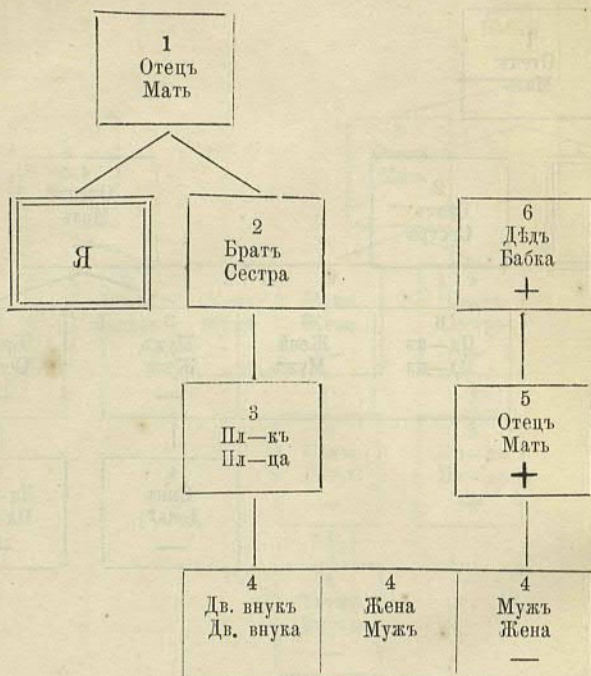 1
Отецъ
Мать
Я
2
Братъ
Сестра
6
Дѣдъ
Бабка
+
3
Пл—къ
Пл—ца
5
Отецъ
Мать
+
4
Дв. внукъ
Дв. внука
4
Жена
Мужъ
4
Мужъ
Жена
—